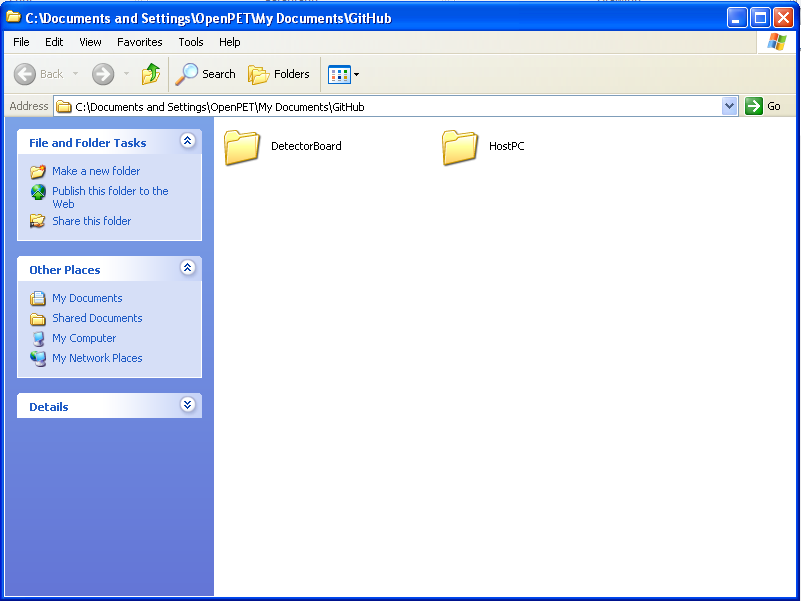 C:\Documents and Settings\OpenPET\My Documents\GitHub
File Edit View Favorites Tools Help
Back Search Folders
Address C:\Documents and Settings\OpenPET\My Documents\GitHub Go
File and Folder Tasks
Make a new folder
Publish this folder to the
Web
Share this folder
Other Places
My Documents
Shared Documents
My Computer
My Network Places
Details
DetectorBoard
HostPC